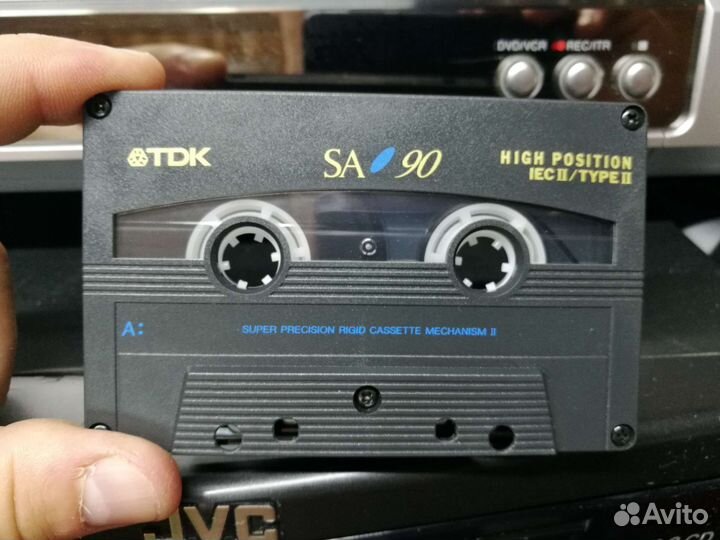 DVD/VCR
REC/ITR
TDK
SA 90
HIGH POSITION
IEC II/TYPE II
A:
SUPER PRECISION RIGID CASSETTE MECHANISM II
JVC
Avito